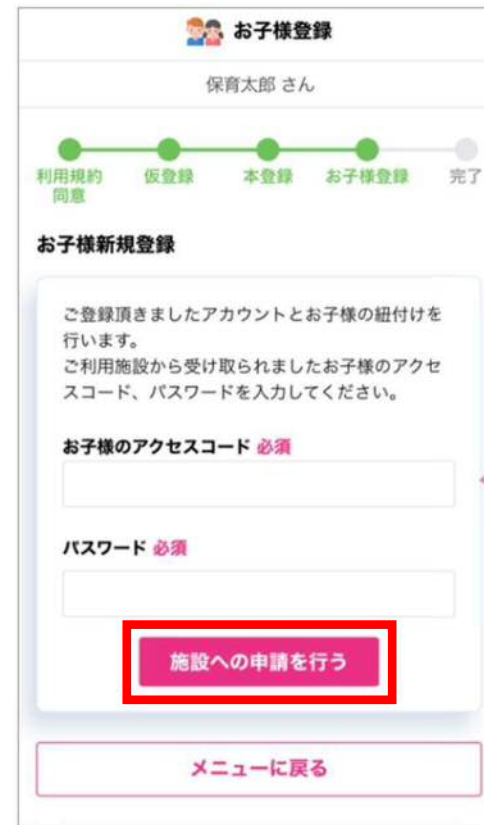 お子様登録
保育太郎 さん
利用規約
同意
仮登録
本登録
お子様登録
完了
お子様新規登録
ご登録頂きましたアカウントとお子様の紐付けを
行います。
ご利用施設から受け取られましたお子様のアクセ
スコード、パスワードを入力してください。
お子様のアクセスコード 必須
パスワード 必須
施設への申請を行う
メニューに戻る